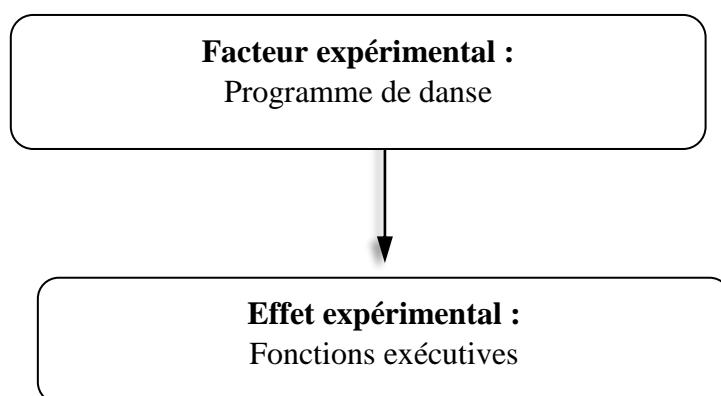 Facteur expérimental :
Programme de danse
Effet expérimental :
Fonctions exécutives